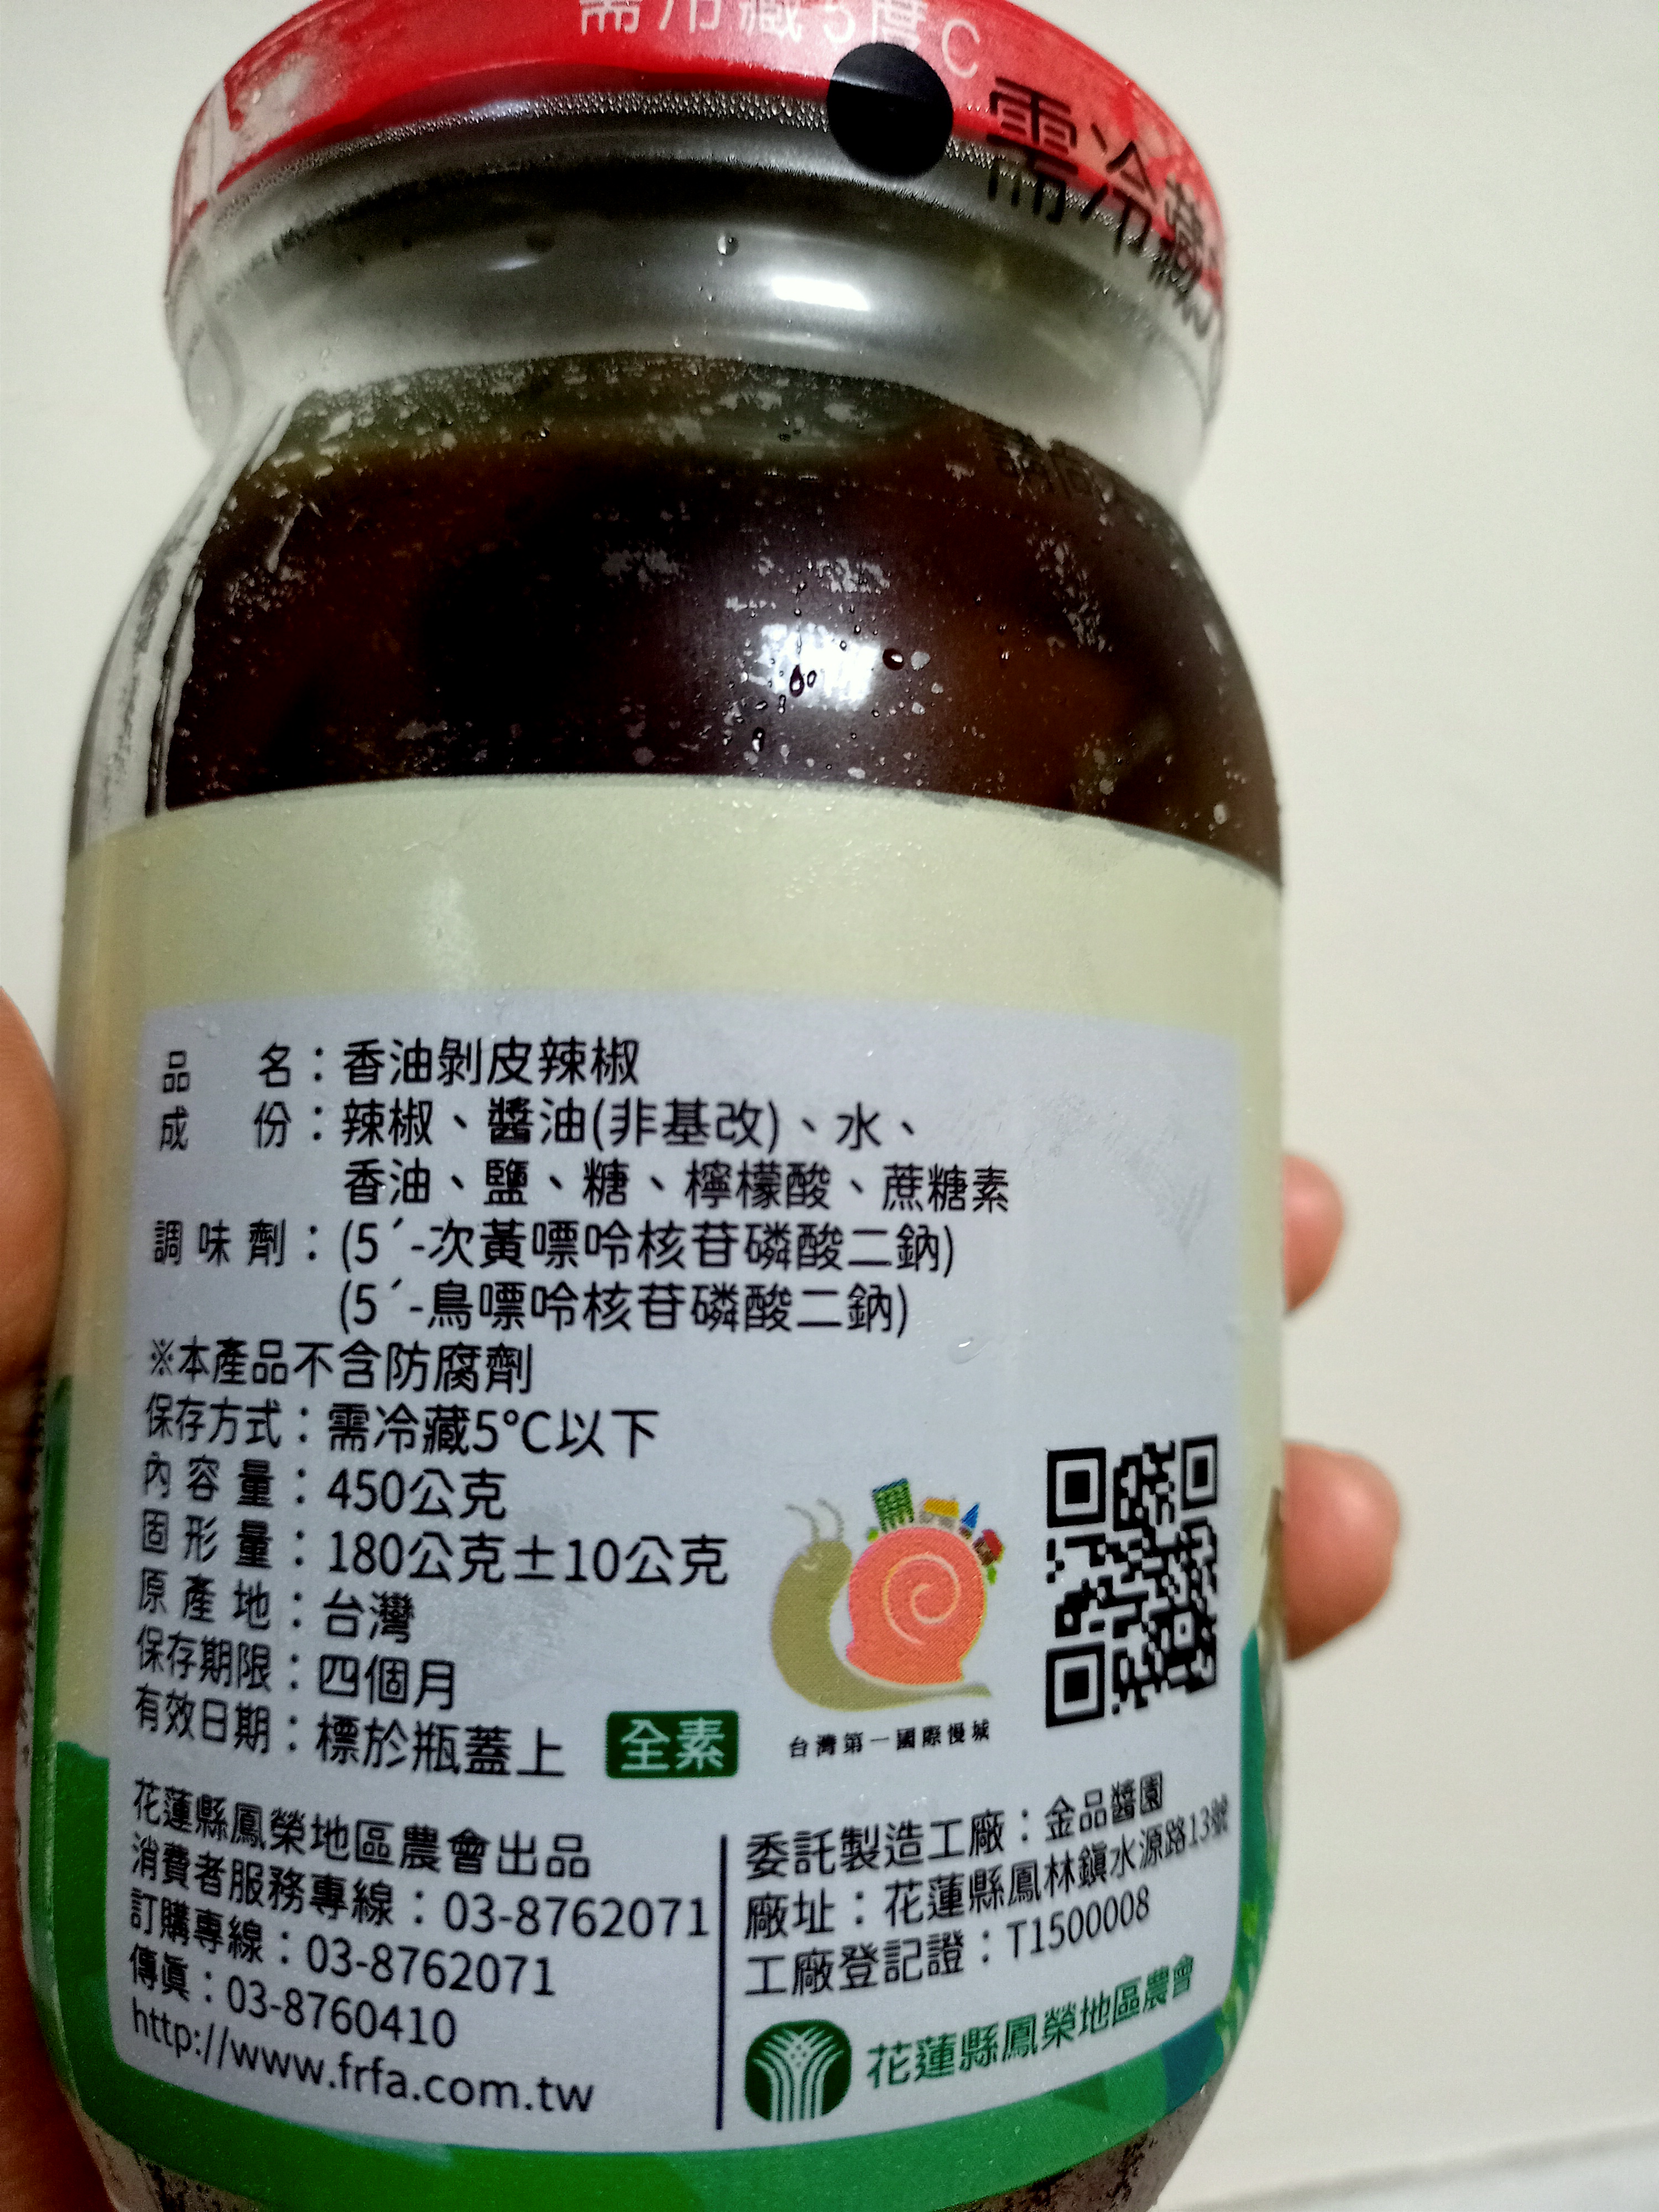 需冷藏5度C
需冷藏
品名：香油剝皮辣椒
成份：辣椒、醬油(非基改)、水、
香油、鹽、糖、檸檬酸、蔗糖素
調味劑：(5´-次黃嘌呤核苷磷酸二鈉)
(5´-鳥嘌呤核苷磷酸二鈉)
※本產品不含防腐劑
保存方式：需冷藏5°C以下
內容量：450公克
固形量：180公克±10公克
原產地：台灣
保存期限：四個月
有效日期：標於瓶蓋上
全素
台灣第一國際慢城
花蓮縣鳳榮地區農會出品
消費者服務專線：03-8762071
訂購專線：03-8762071
傳真：03-8760410
http://www.frfa.com.tw
委託製造工廠：金品醬園
廠址：花蓮縣鳳林鎮水源路13號
工廠登記證：T1500008
花蓮縣鳳榮地區農會